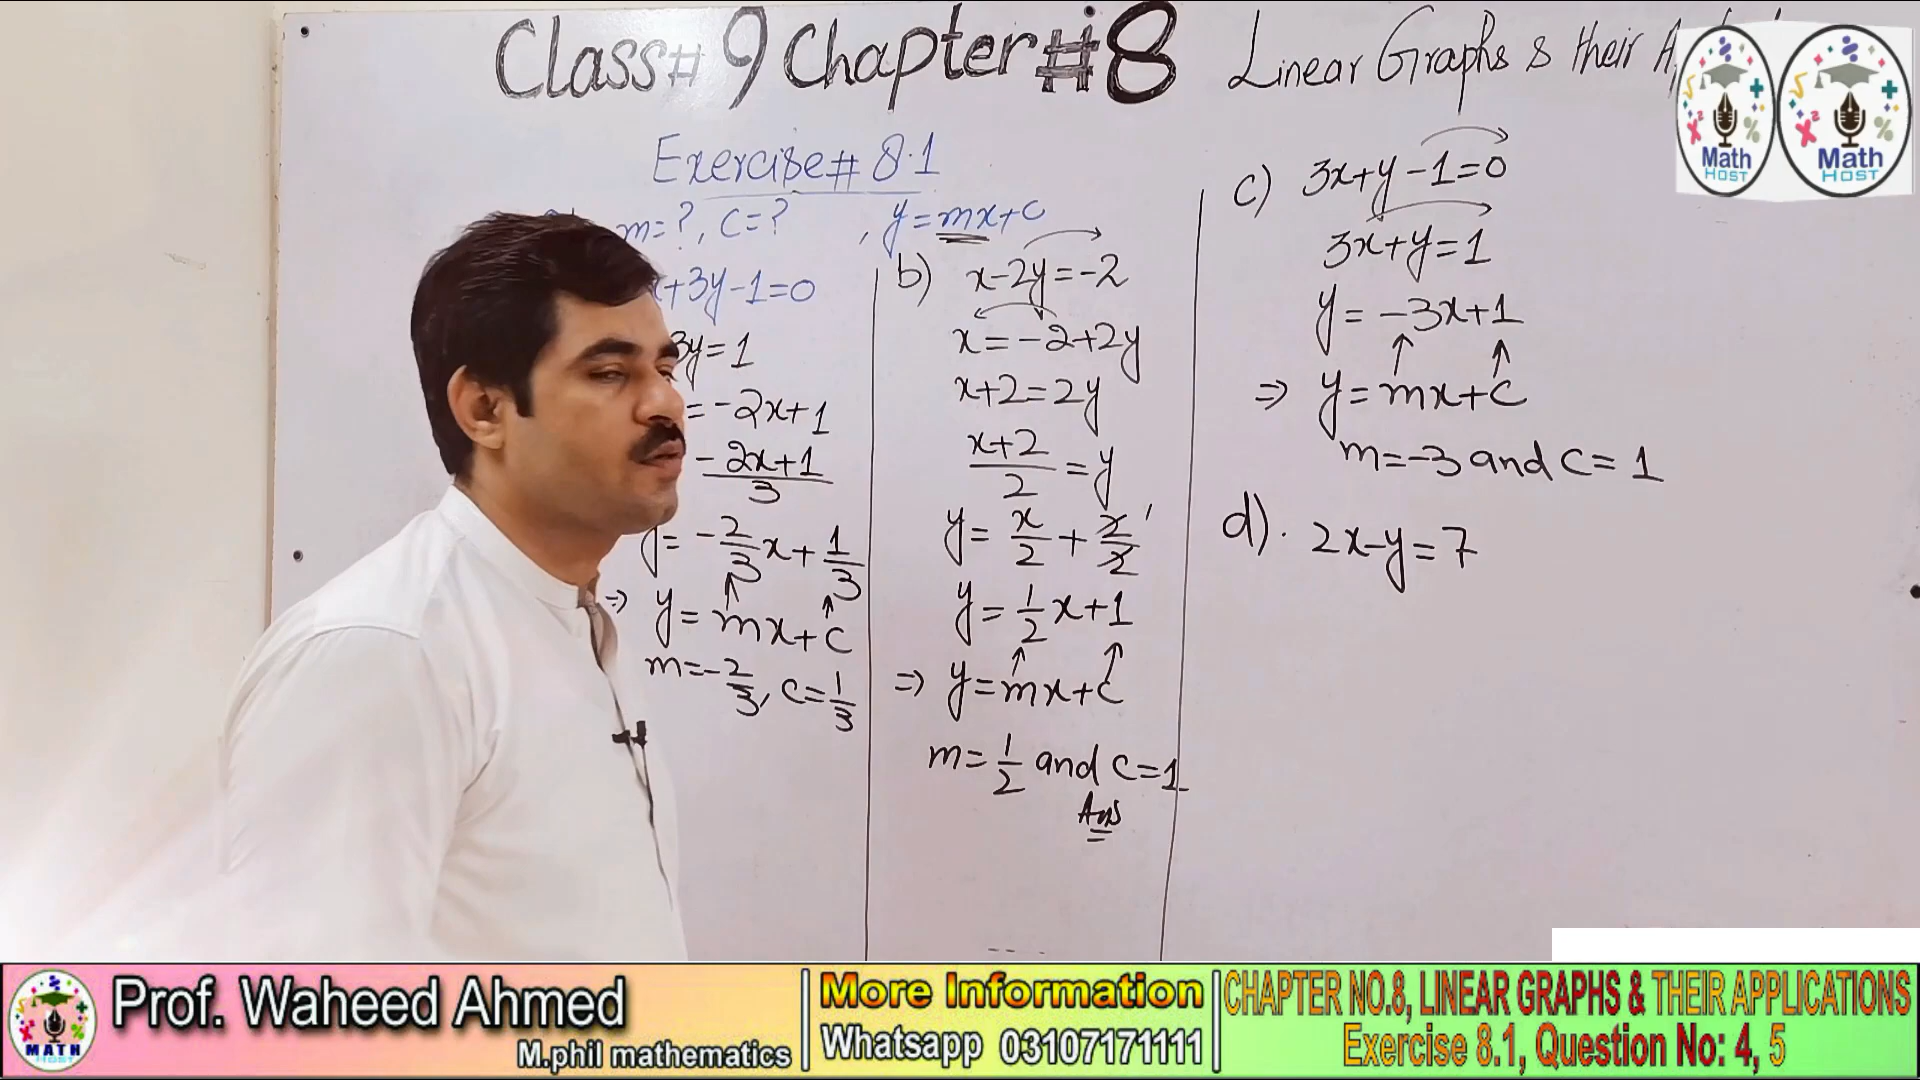 Class# 9 Chapter# 8
Linear Graphs & their
Exercise# 8.1
m=?, c=? , y=mx+c
x+3y-1=0
3y=1
=-2x+1
-2x+1
3
y=-2/3x+1/3
⇒ y=mx+c
m=-2/3, c=1/3
b) x-2y=-2
x=-2+2y
x+2=2y
x+2/2=y
y=x/2+2/2 1
y=1/2x+1
⇒ y=mx+c
m=1/2 and c=1
Ans
c) 3x+y-1=0
3x+y=1
y=-3x+1
⇒ y=mx+c
m=-3 and c=1
d). 2x-y=7
Math
HOST
Math
HOST
MATH
HOST
Prof. Waheed Ahmed
M.phil mathematics
More Information
Whatsapp 03107171111
CHAPTER NO.8, LINEAR GRAPHS & THEIR APPLICATIONS
Exercise 8.1, Question No: 4, 5